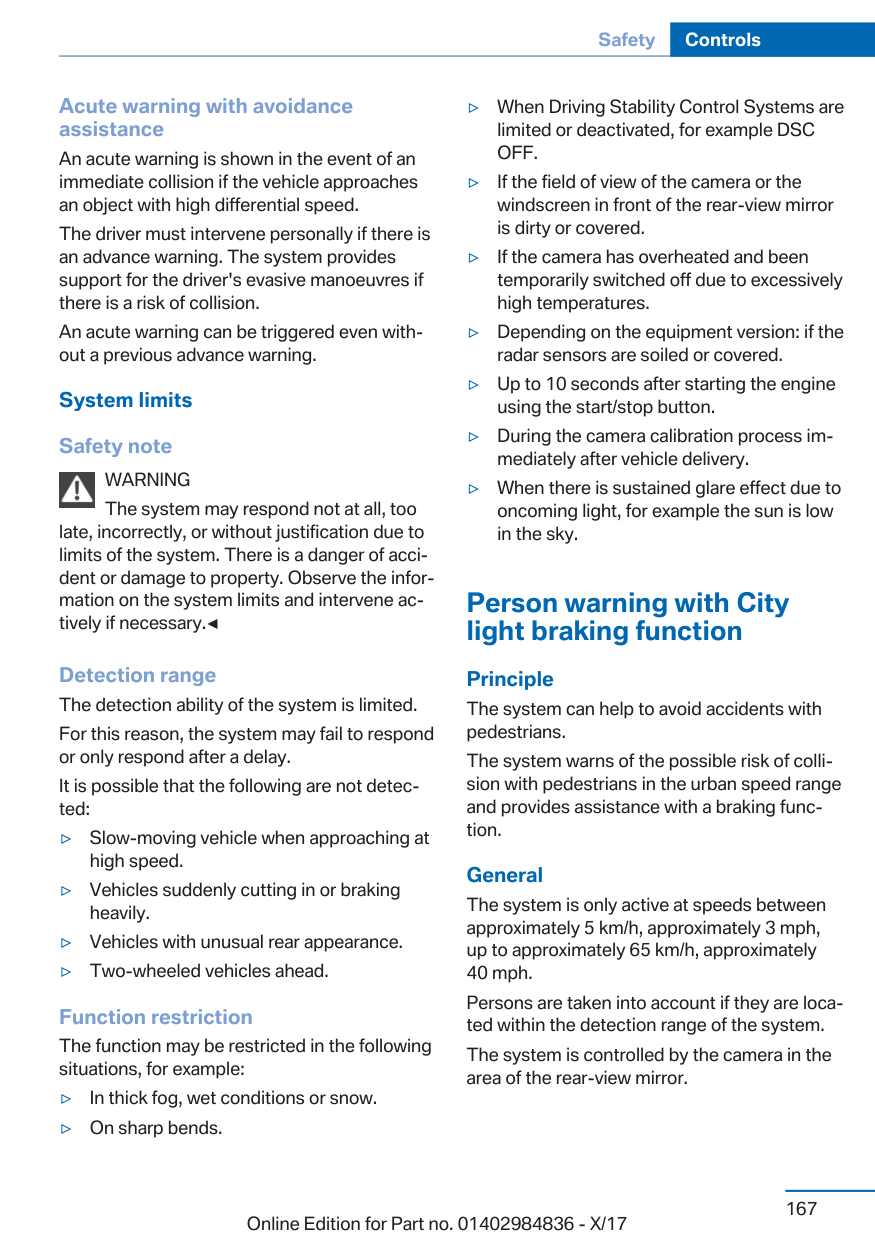 Safety
Controls
Acute warning with avoidance
assistance
An acute warning is shown in the event of an
immediate collision if the vehicle approaches
an object with high differential speed.
The driver must intervene personally if there is
an advance warning. The system provides
support for the driver's evasive manoeuvres if
there is a risk of collision.
An acute warning can be triggered even with-
out a previous advance warning.
System limits
Safety note
WARNING
The system may respond not at all, too
late, incorrectly, or without justification due to
limits of the system. There is a danger of acci-
dent or damage to property. Observe the infor-
mation on the system limits and intervene ac-
tively if necessary.◄
Detection range
The detection ability of the system is limited.
For this reason, the system may fail to respond
or only respond after a delay.
It is possible that the following are not detec-
ted:
▷ Slow-moving vehicle when approaching at
high speed.
▷ Vehicles suddenly cutting in or braking
heavily.
▷ Vehicles with unusual rear appearance.
▷ Two-wheeled vehicles ahead.
Function restriction
The function may be restricted in the following
situations, for example:
▷ In thick fog, wet conditions or snow.
▷ On sharp bends.
▷ When Driving Stability Control Systems are
limited or deactivated, for example DSC
OFF.
▷ If the field of view of the camera or the
windscreen in front of the rear-view mirror
is dirty or covered.
▷ If the camera has overheated and been
temporarily switched off due to excessively
high temperatures.
▷ Depending on the equipment version: if the
radar sensors are soiled or covered.
▷ Up to 10 seconds after starting the engine
using the start/stop button.
▷ During the camera calibration process im-
mediately after vehicle delivery.
▷ When there is sustained glare effect due to
oncoming light, for example the sun is low
in the sky.
Person warning with City
light braking function
Principle
The system can help to avoid accidents with
pedestrians.
The system warns of the possible risk of colli-
sion with pedestrians in the urban speed range
and provides assistance with a braking func-
tion.
General
The system is only active at speeds between
approximately 5 km/h, approximately 3 mph,
up to approximately 65 km/h, approximately
40 mph.
Persons are taken into account if they are loca-
ted within the detection range of the system.
The system is controlled by the camera in the
area of the rear-view mirror.
167
Online Edition for Part no. 01402984836 - X/17